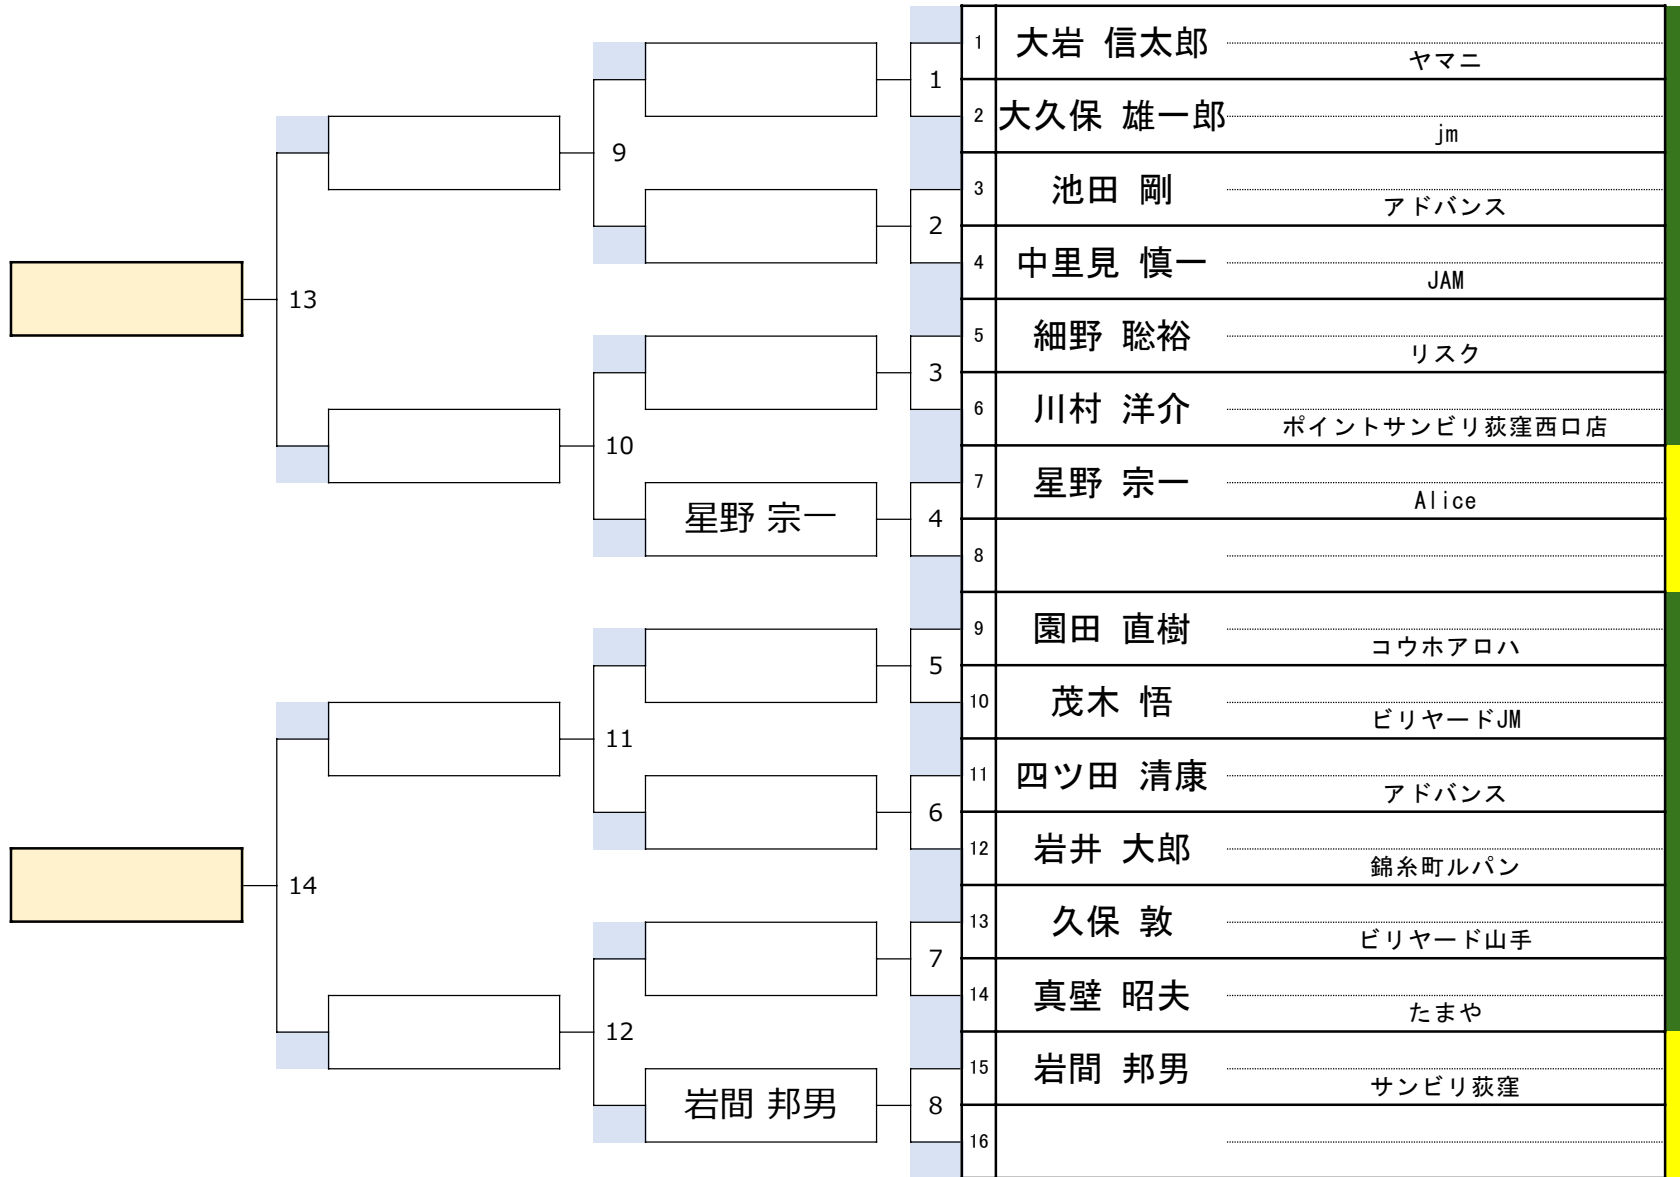 1 大岩 信太郎 ヤマニ
2 大久保 雄一郎 jm
1
3 池田 剛 アドバンス
4 中里見 慎一 JAM
2
9
5 細野 聡裕 リスク
6 川村 洋介 ポイントサンビリ荻窪西口店
3
7 星野 宗一 Alice
8
星野 宗一 4
10
13
9 園田 直樹 コウホアロハ
10 茂木 悟 ビリヤードJM
5
11 四ツ田 清康 アドバンス
12 岩井 大郎 錦糸町ルパン
6
11
13 久保 敦 ビリヤード山手
14 真壁 昭夫 たまや
7
15 岩間 邦男 サンビリ荻窪
16
岩間 邦男 8
12
14